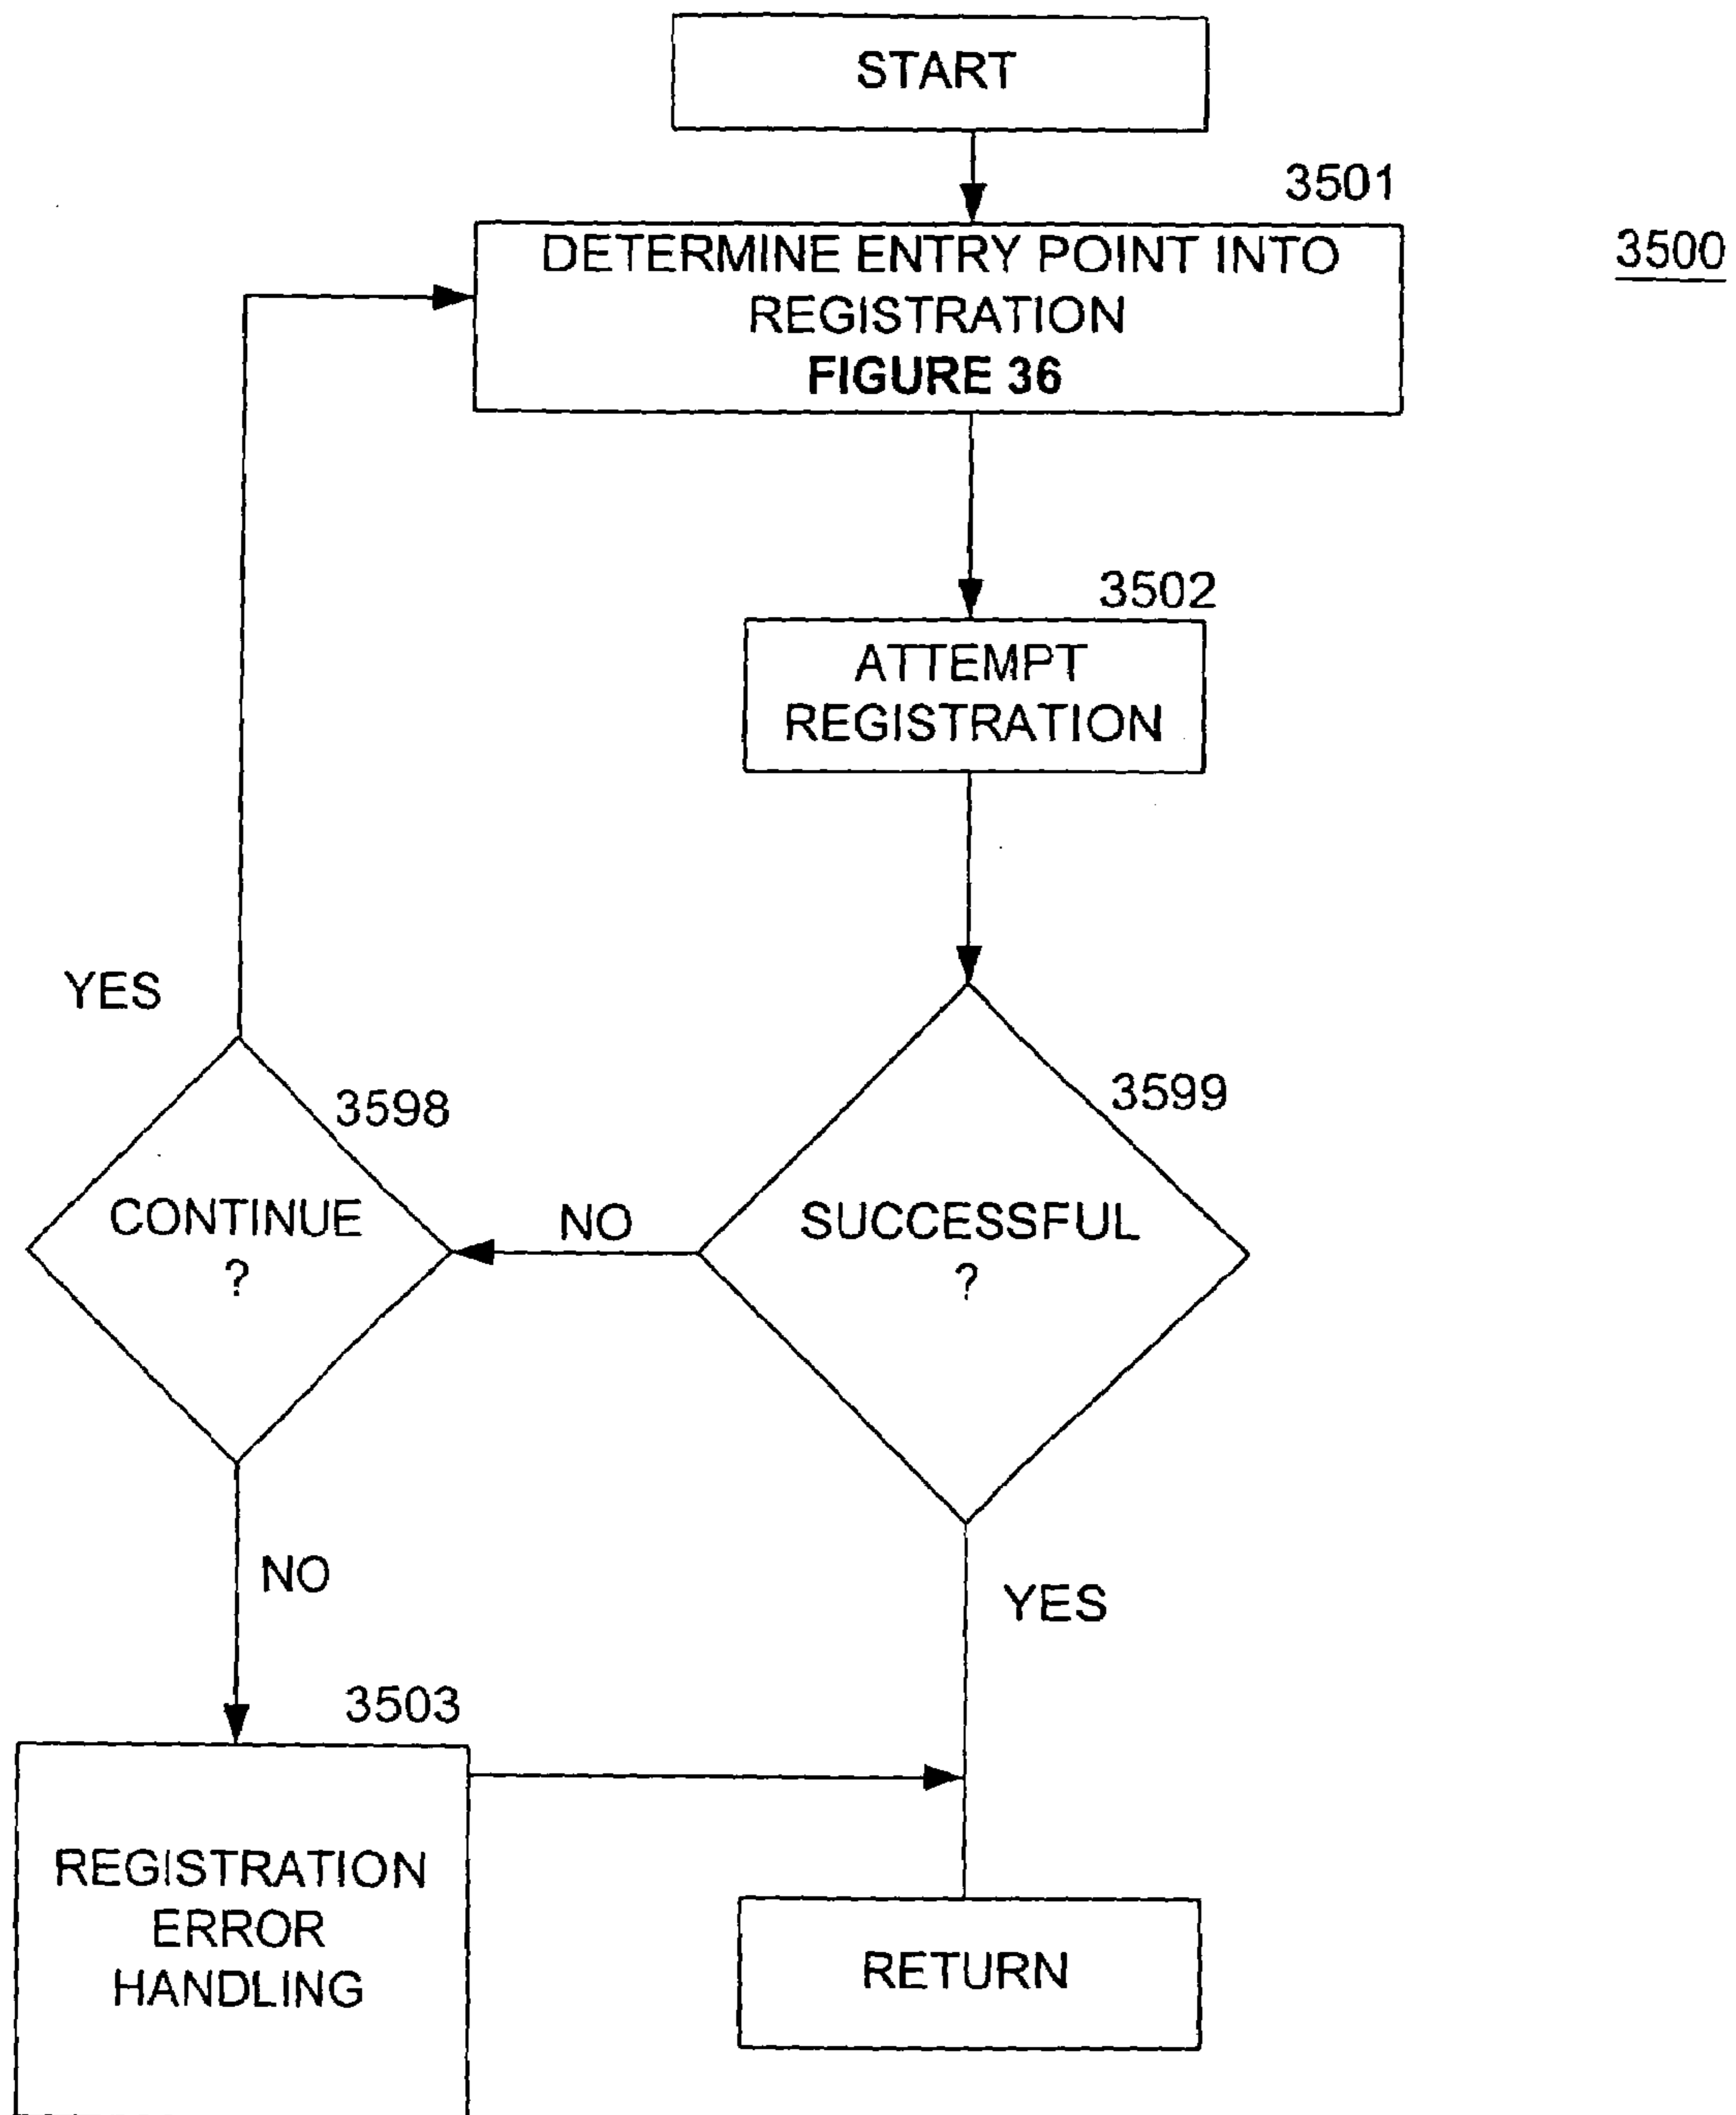 START
3501
3500
DETERMINE ENTRY POINT INTO
REGISTRATION
FIGURE 36
3502
ATTEMPT
REGISTRATION
YES
3598
3599
CONTINUE
?
NO
SUCCESSFUL
?
NO
YES
3503
REGISTRATION
ERROR
HANDLING
RETURN